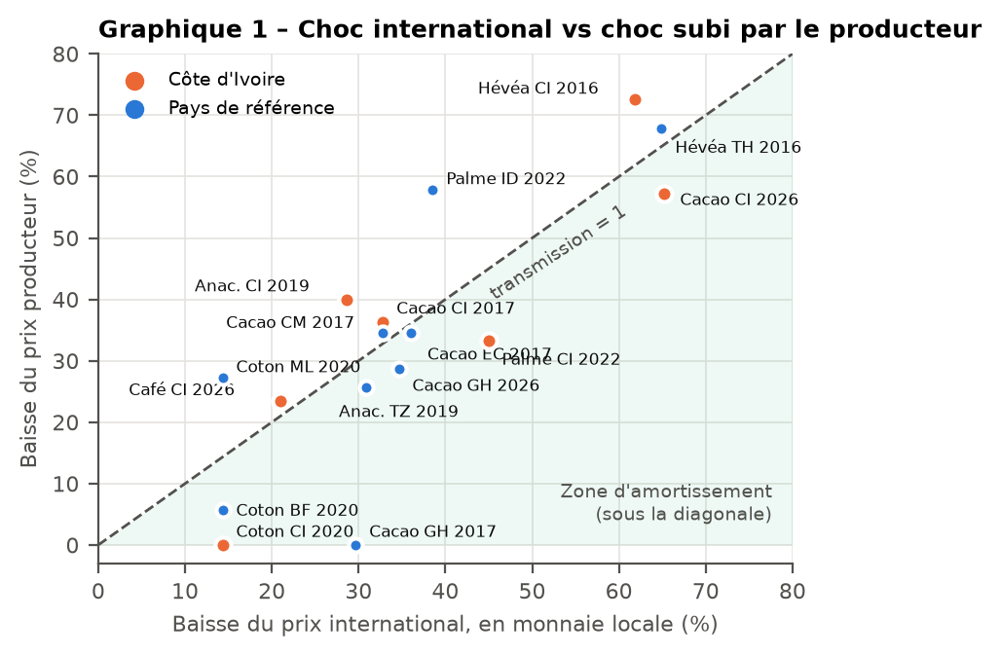 Graphique 1 – Choc international vs choc subi par le producteur
Côte d'Ivoire
Pays de référence
Hévéa CI 2016
Hévéa TH 2016
Palme ID 2022
Cacao CI 2026
transmission = 1
Anac. CI 2019
Cacao CI 2017
Cacao CM 2017
Cacao EC 2017
Palme CI 2022
Coton ML 2020
Café CI 2026
Cacao GH 2026
Anac. TZ 2019
Zone d'amortissement
(sous la diagonale)
Coton BF 2020
Coton CI 2020
Cacao GH 2017
80
70
60
50
40
30
20
10
0
Baisse du prix producteur (%)
0 10 20 30 40 50 60 70 80
Baisse du prix international, en monnaie locale (%)